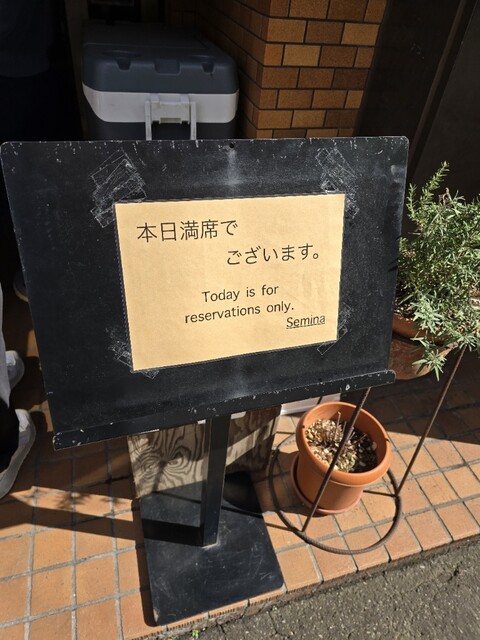 本日満席で
ございます。
Today is for
reservations only.
Semina